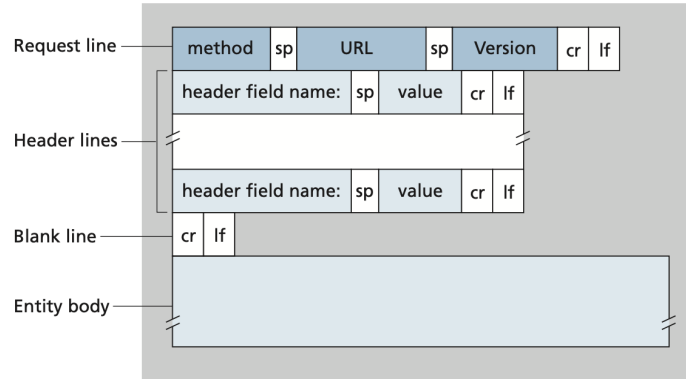 Request line method sp URL sp Version cr lf
header field name: sp value cr lf
Header lines
header field name: sp value cr lf
Blank line cr lf
Entity body